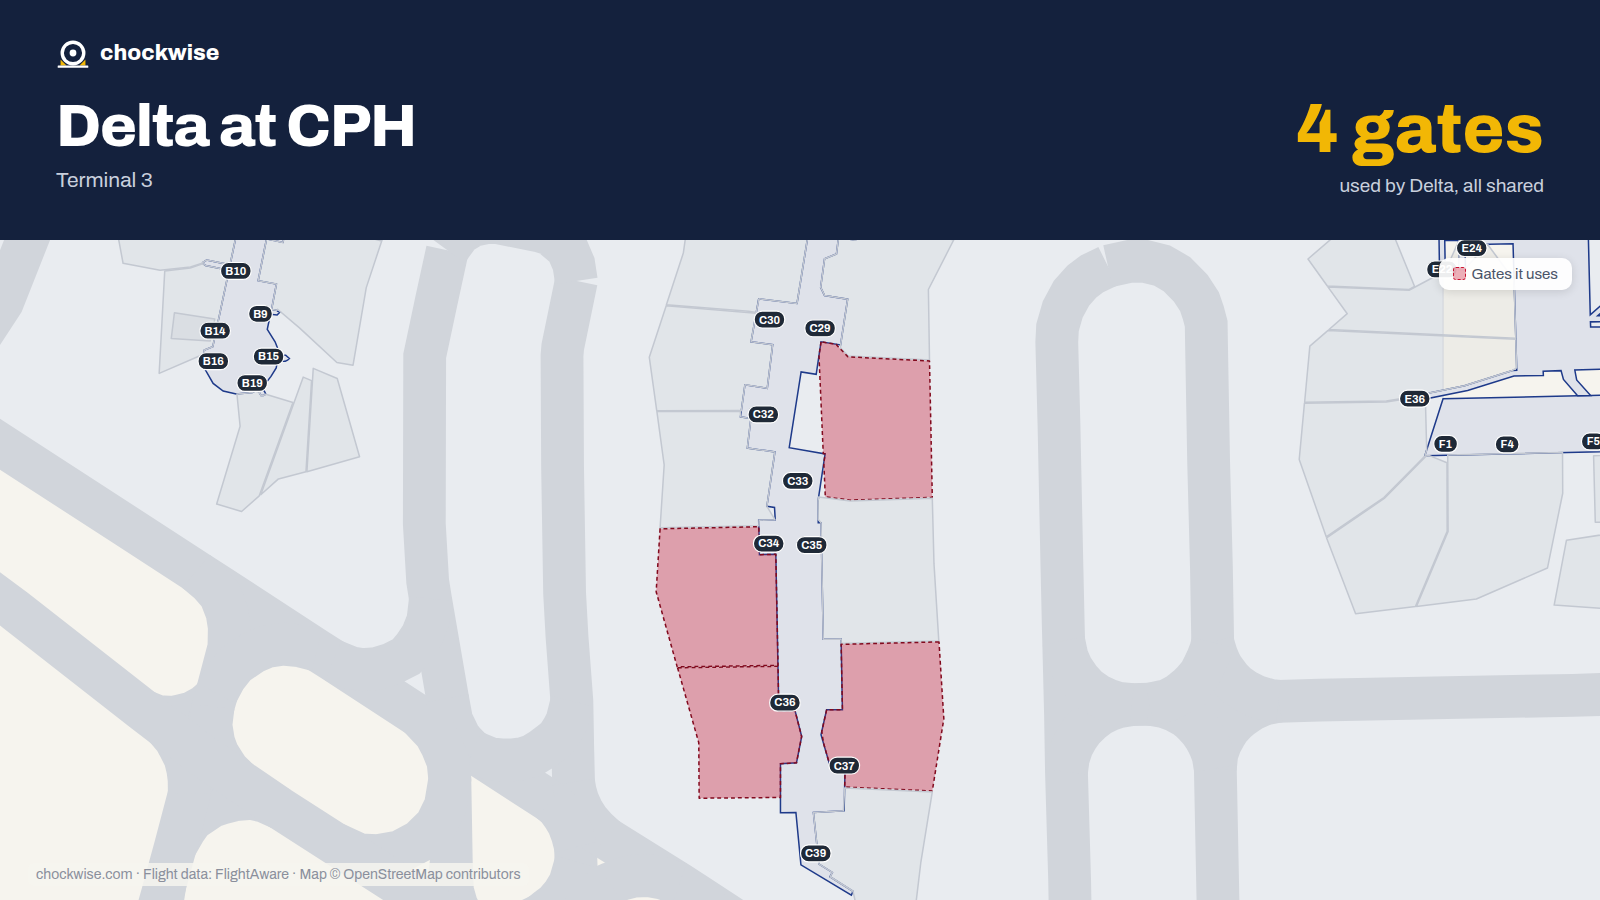 chockwise
Delta at CPH
Terminal 3
4 gates
used by Delta, all shared
Gates it uses
E24
B10
B9
B14
B15
B16
B19
C30
C29
C32
C33
C34
C35
C36
C37
C39
E36
F1
F4
F5
chockwise.com · Flight data: FlightAware · Map © OpenStreetMap contributors